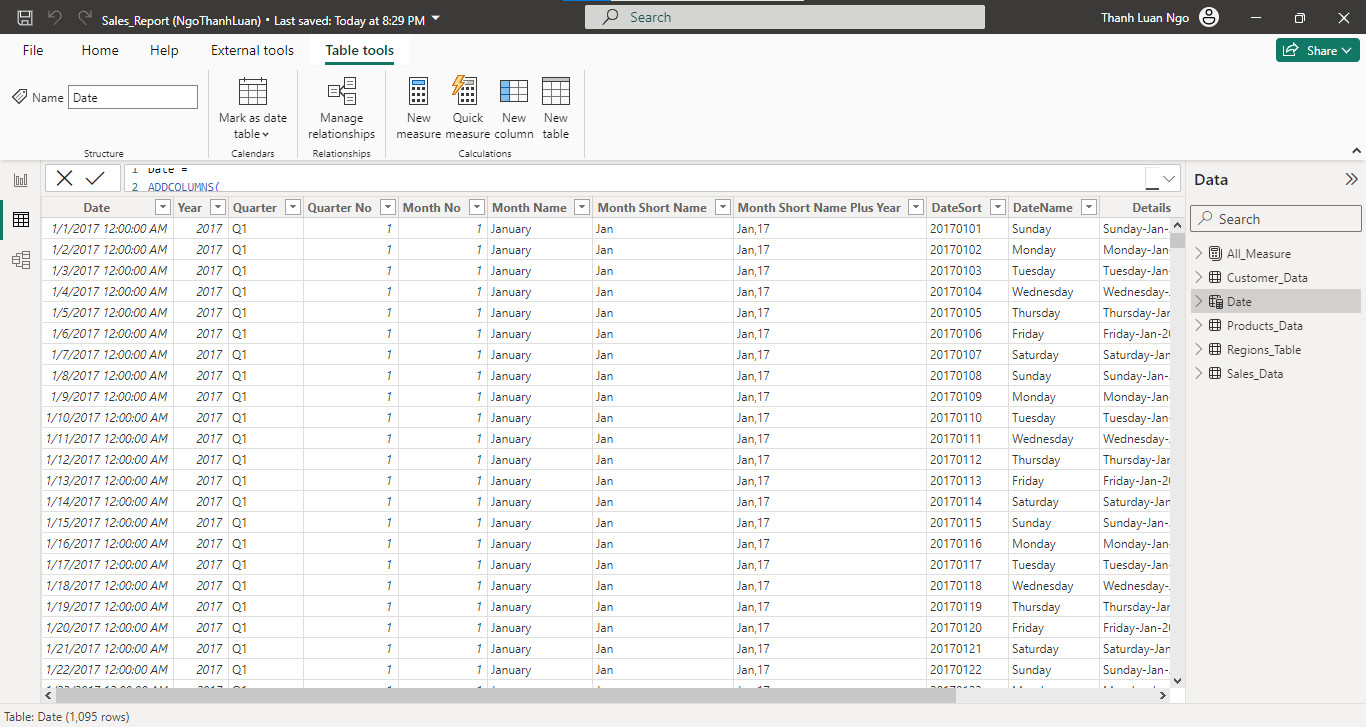 Sales_Report (NgoThanhLuan) • Last saved: Today at 8:29 PM
Search
Thanh Luan Ngo
File Home Help External tools Table tools
Share
Name Date
Mark as date table
Manage relationships
New measure
Quick measure
New column
New table
Structure Calendars Relationships Calculations
1 Date =
2 ADDCOLUMNS(
Date Year Quarter Quarter No Month No Month Name Month Short Name Month Short Name Plus Year DateSort DateName Details
1/1/2017 12:00:00 AM 2017 Q1 1 1 January Jan Jan,17 20170101 Sunday Sunday-Jan-
1/2/2017 12:00:00 AM 2017 Q1 1 1 January Jan Jan,17 20170102 Monday Monday-Jan-
1/3/2017 12:00:00 AM 2017 Q1 1 1 January Jan Jan,17 20170103 Tuesday Tuesday-Jan-
1/4/2017 12:00:00 AM 2017 Q1 1 1 January Jan Jan,17 20170104 Wednesday Wednesday-
1/5/2017 12:00:00 AM 2017 Q1 1 1 January Jan Jan,17 20170105 Thursday Thursday-Jan
1/6/2017 12:00:00 AM 2017 Q1 1 1 January Jan Jan,17 20170106 Friday Friday-Jan-20
1/7/2017 12:00:00 AM 2017 Q1 1 1 January Jan Jan,17 20170107 Saturday Saturday-Jan
1/8/2017 12:00:00 AM 2017 Q1 1 1 January Jan Jan,17 20170108 Sunday Sunday-Jan-
1/9/2017 12:00:00 AM 2017 Q1 1 1 January Jan Jan,17 20170109 Monday Monday-Jan-
1/10/2017 12:00:00 AM 2017 Q1 1 1 January Jan Jan,17 20170110 Tuesday Tuesday-Jan-
1/11/2017 12:00:00 AM 2017 Q1 1 1 January Jan Jan,17 20170111 Wednesday Wednesday-
1/12/2017 12:00:00 AM 2017 Q1 1 1 January Jan Jan,17 20170112 Thursday Thursday-Jan
1/13/2017 12:00:00 AM 2017 Q1 1 1 January Jan Jan,17 20170113 Friday Friday-Jan-20
1/14/2017 12:00:00 AM 2017 Q1 1 1 January Jan Jan,17 20170114 Saturday Saturday-Jan
1/15/2017 12:00:00 AM 2017 Q1 1 1 January Jan Jan,17 20170115 Sunday Sunday-Jan-
1/16/2017 12:00:00 AM 2017 Q1 1 1 January Jan Jan,17 20170116 Monday Monday-Jan-
1/17/2017 12:00:00 AM 2017 Q1 1 1 January Jan Jan,17 20170117 Tuesday Tuesday-Jan-
1/18/2017 12:00:00 AM 2017 Q1 1 1 January Jan Jan,17 20170118 Wednesday Wednesday-
1/19/2017 12:00:00 AM 2017 Q1 1 1 January Jan Jan,17 20170119 Thursday Thursday-Jan
1/20/2017 12:00:00 AM 2017 Q1 1 1 January Jan Jan,17 20170120 Friday Friday-Jan-20
1/21/2017 12:00:00 AM 2017 Q1 1 1 January Jan Jan,17 20170121 Saturday Saturday-Jan
1/22/2017 12:00:00 AM 2017 Q1 1 1 January Jan Jan,17 20170122 Sunday Sunday-Jan-
Data
Search
All_Measure
Customer_Data
Date
Products_Data
Regions_Table
Sales_Data
Table: Date (1,095 rows)